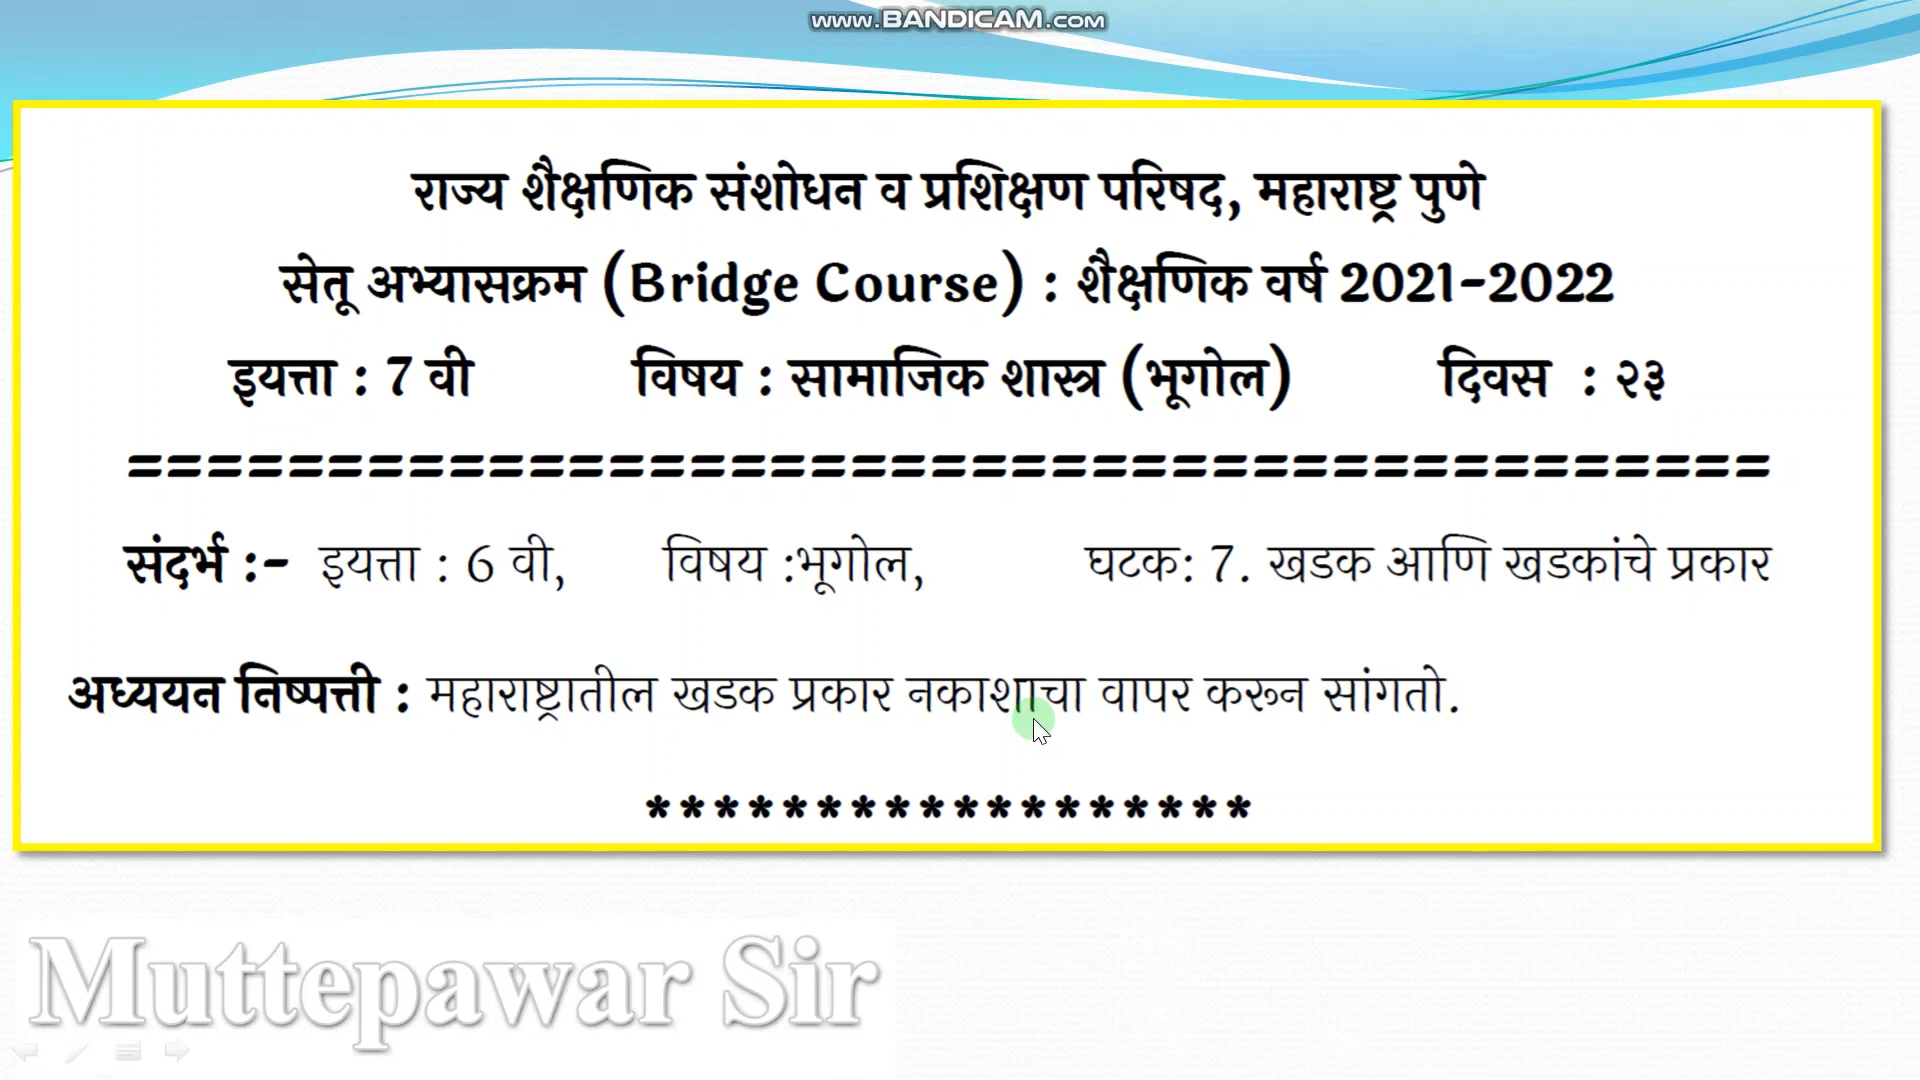 www.BANDICAM.com
राज्य शैक्षणिक संशोधन व प्रशिक्षण परिषद, महाराष्ट्र पुणे
सेतू अभ्यासक्रम (Bridge Course) : शैक्षणिक वर्ष 2021-2022
इयत्ता : 7 वी विषय : सामाजिक शास्त्र (भूगोल) दिवस : २३
=========================================
संदर्भ :- इयत्ता : 6 वी, विषय :भूगोल, घटक: 7. खडक आणि खडकांचे प्रकार
अध्ययन निष्पत्ती : महाराष्ट्रातील खडक प्रकार नकाशाचा वापर करून सांगतो.
******************
Muttepawar Sir